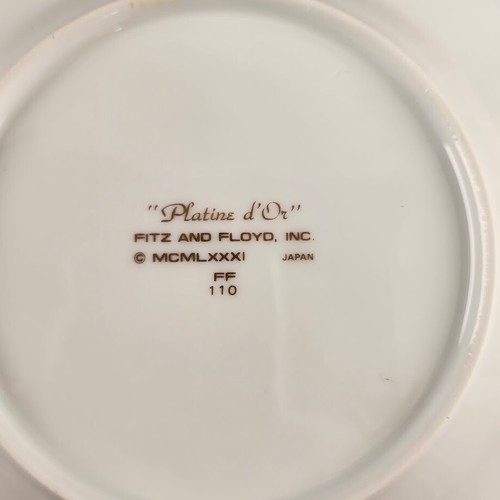 "Platine d'Or"
FITZ AND FLOYD, INC.
© MCMLXXXI JAPAN
FF
110